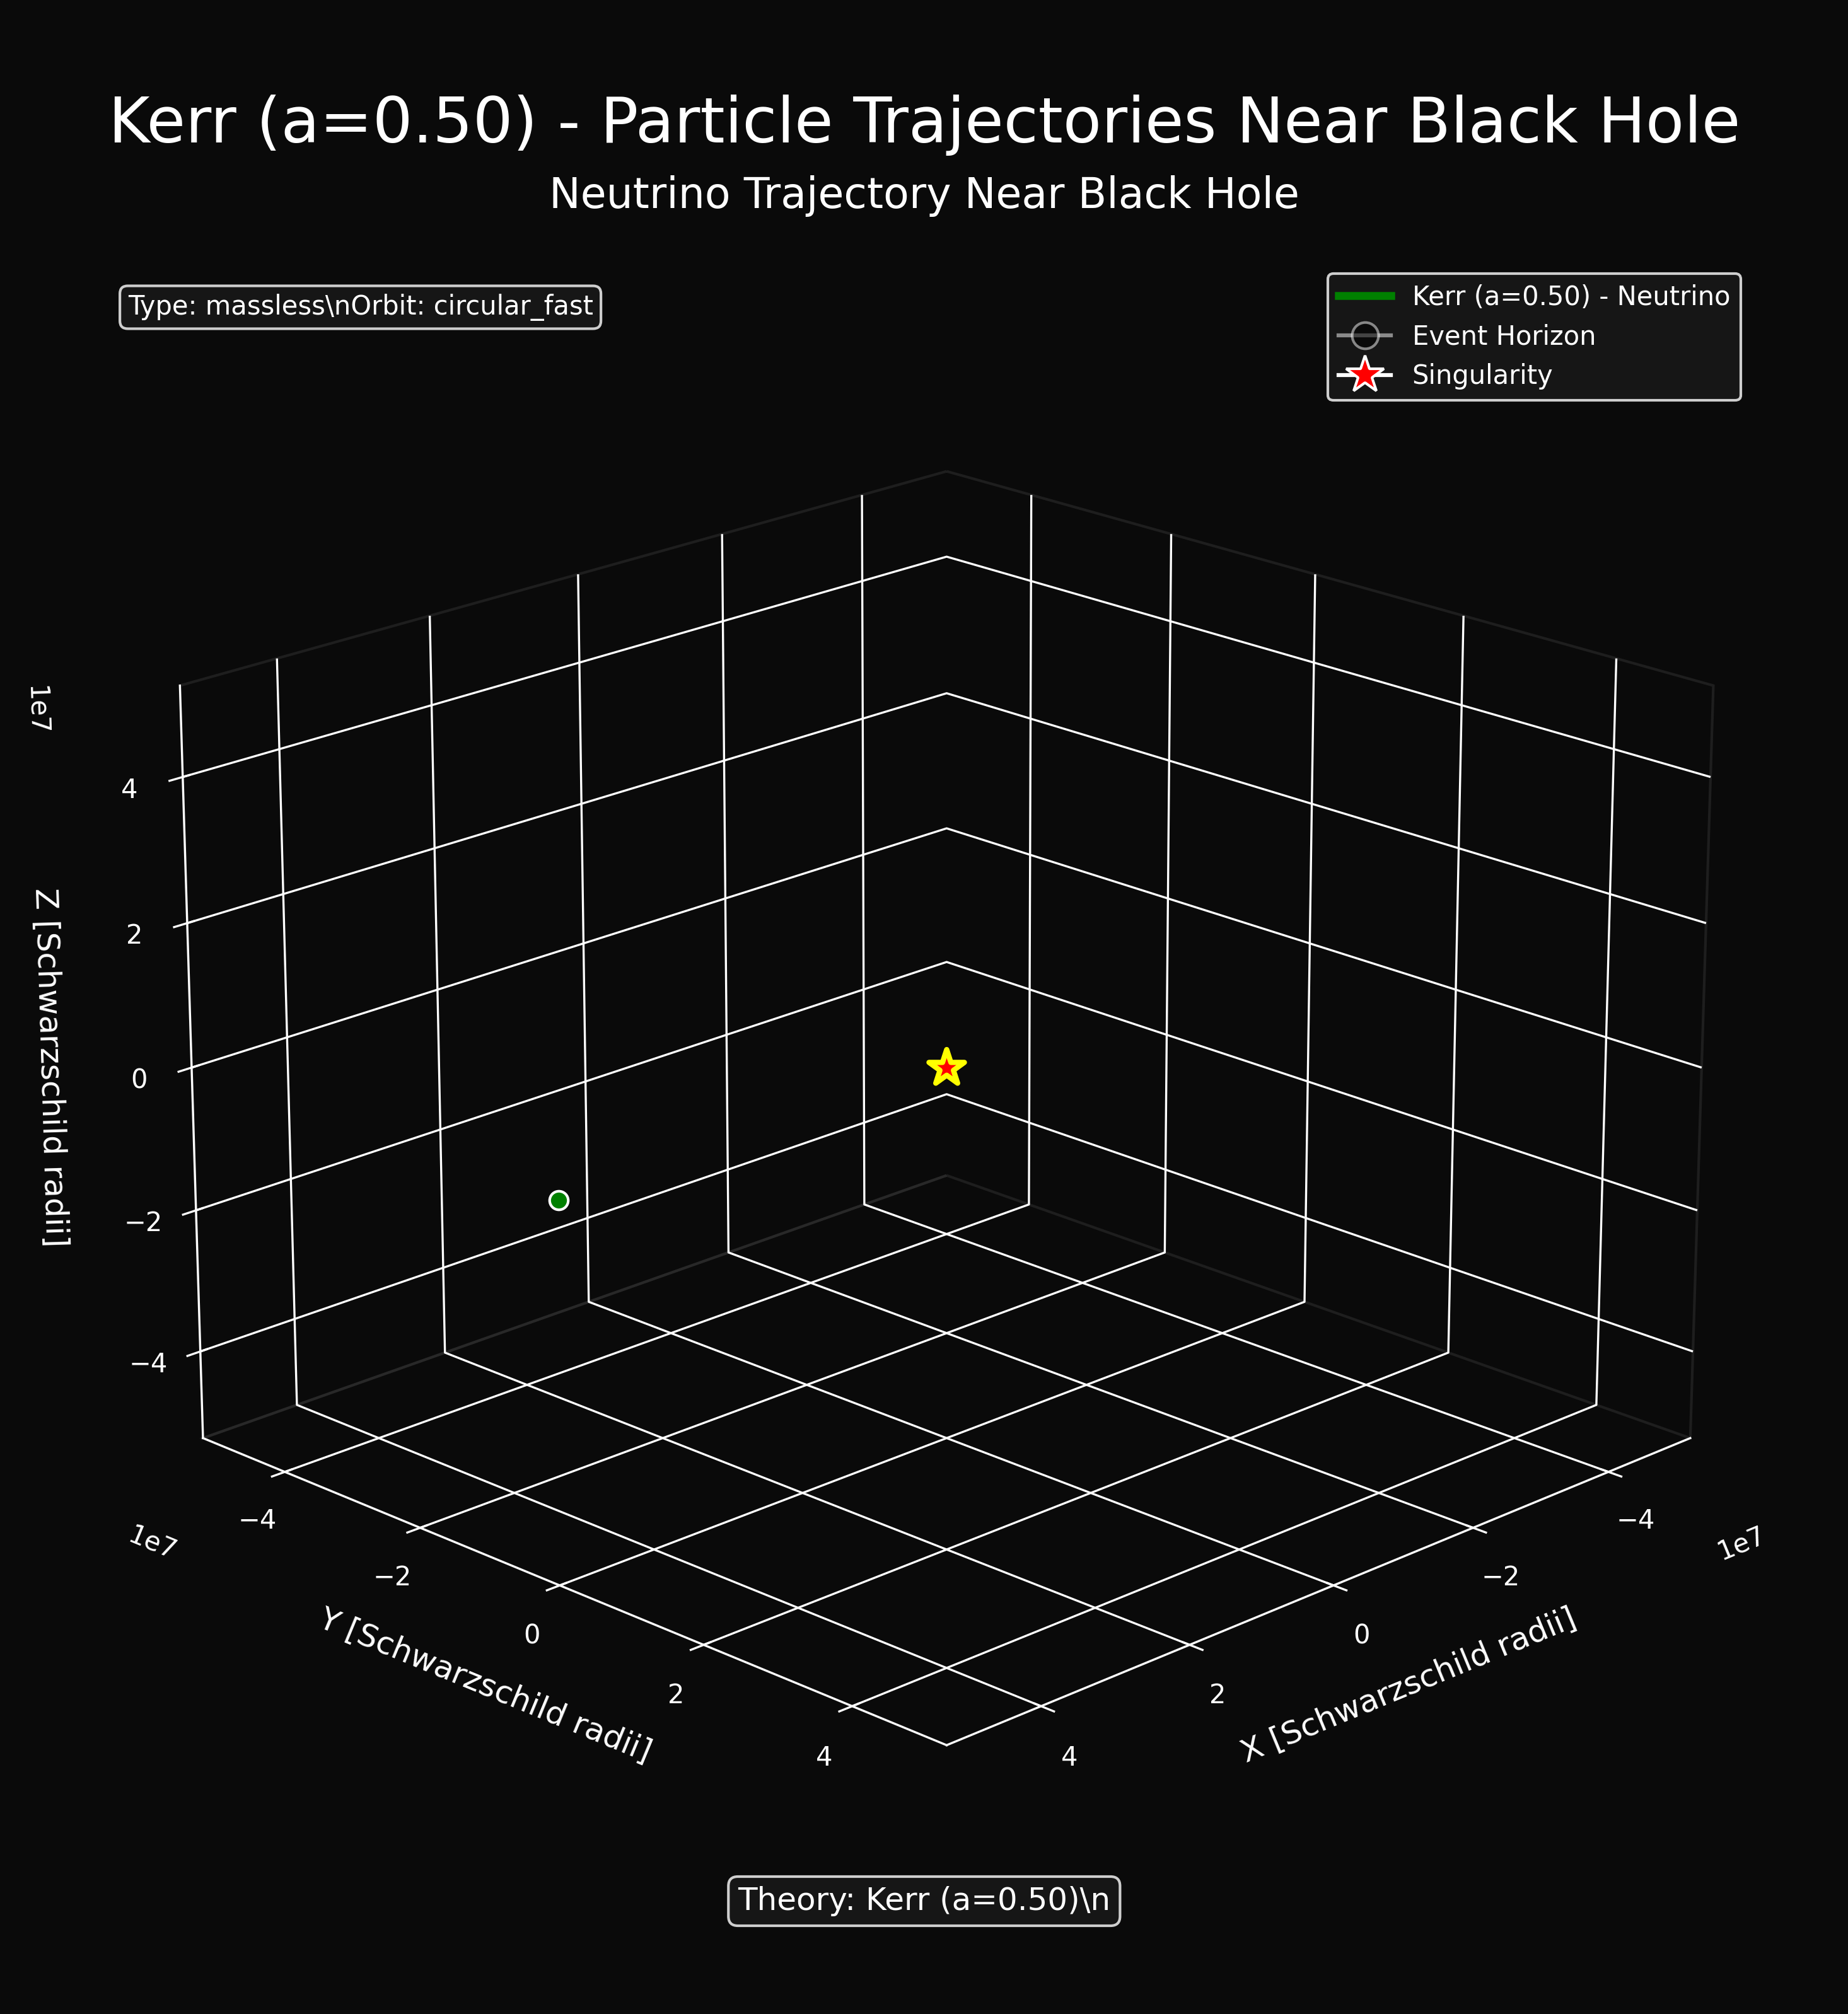 Kerr (a=0.50) - Particle Trajectories Near Black Hole
Neutrino Trajectory Near Black Hole
Type: massless\nOrbit: circular_fast
Kerr (a=0.50) - Neutrino
Event Horizon
Singularity
1e7
4
2
0
−2
−4
Z [Schwarzschild radii]
1e7
−4
−2
0
2
4
Y [Schwarzschild radii]
1e7
−4
−2
0
2
4
X [Schwarzschild radii]
Theory: Kerr (a=0.50)\n